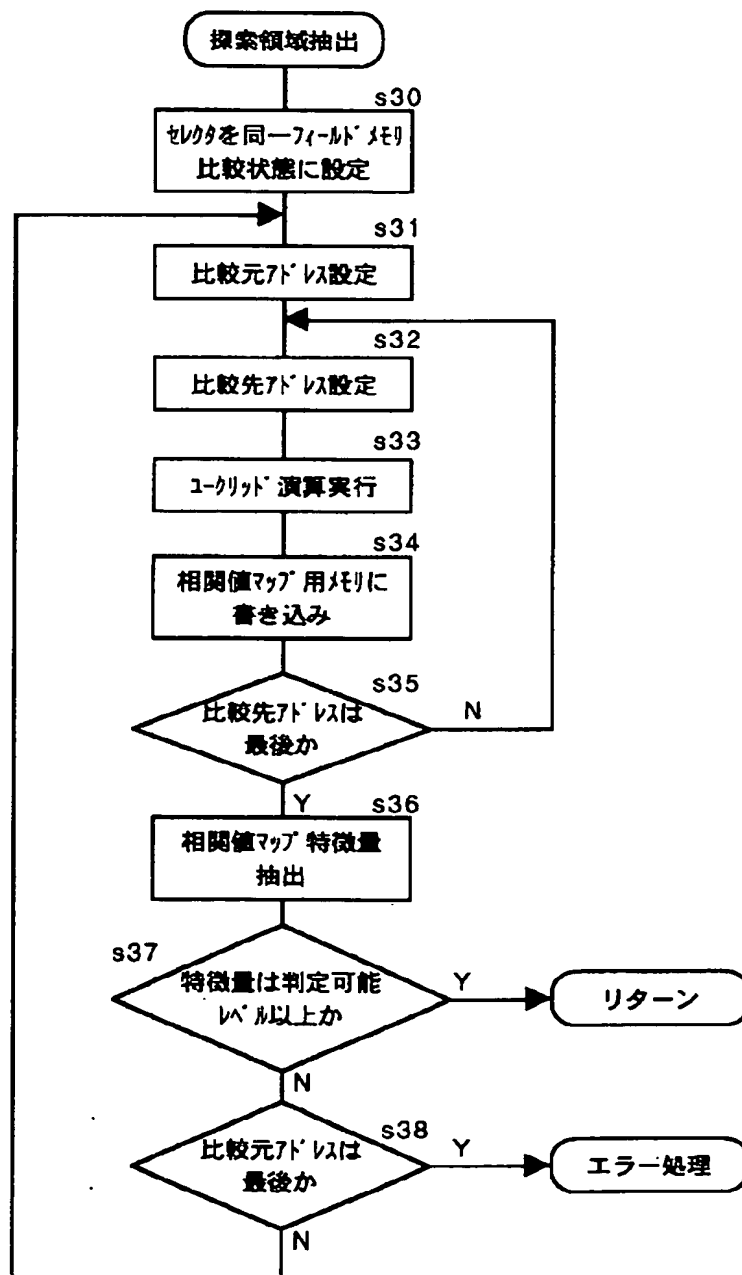 探索領域抽出
s30
ｾﾚｸﾀを同一ﾌｨｰﾙﾄﾞﾒﾓﾘ
比較状態に設定
s31
比較元ｱﾄﾞﾚｽ設定
s32
比較先ｱﾄﾞﾚｽ設定
s33
ﾕｰｸﾘｯﾄﾞ演算実行
s34
相関値ﾏｯﾌﾟ用ﾒﾓﾘに
書き込み
s35
比較先ｱﾄﾞﾚｽは
最後か
N
Y
s36
相関値ﾏｯﾌﾟ特徴量
抽出
s37
特徴量は判定可能
ﾚﾍﾞﾙ以上か
Y
リターン
N
s38
比較元ｱﾄﾞﾚｽは
最後か
Y
エラー処理
N